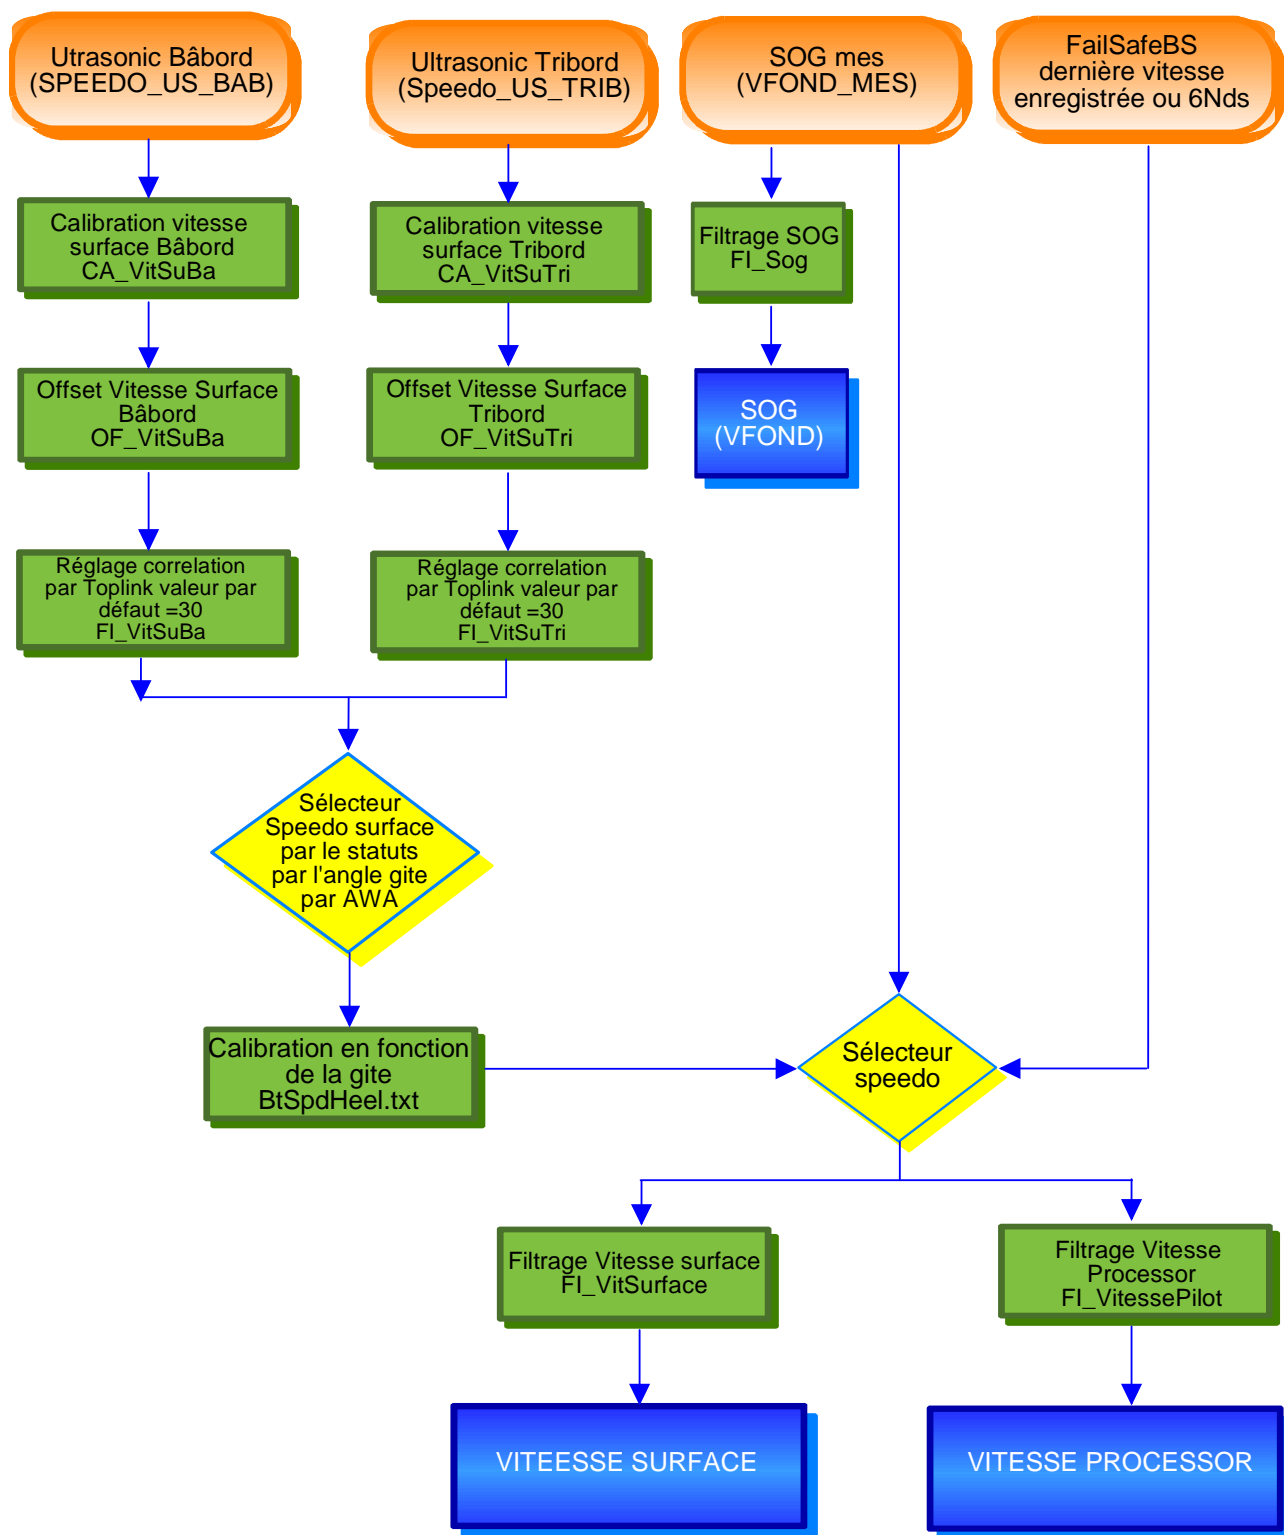 Utrasonic Bâbord
(SPEEDO_US_BAB)
Ultrasonic Tribord
(Speedo_US_TRIB)
SOG mes
(VFOND_MES)
FailSafeBS
dernière vitesse
enregistrée ou 6Nds
Calibration vitesse
surface Bâbord
CA_VitSuBa
Calibration vitesse
surface Tribord
CA_VitSuTri
Filtrage SOG
FI_Sog
Offset Vitesse Surface
Bâbord
OF_VitSuBa
Offset Vitesse Surface
Tribord
OF_VitSuTri
SOG
(VFOND)
Réglage correlation
par Toplink valeur par
défaut =30
FI_VitSuBa
Réglage correlation
par Toplink valeur par
défaut =30
FI_VitSuTri
Sélecteur
Speedo surface
par le statuts
par l'angle gite
par AWA
Calibration en fonction
de la gite
BtSpdHeel.txt
Sélecteur
speedo
Filtrage Vitesse surface
FI_VitSurface
Filtrage Vitesse
Processor
FI_VitessePilot
VITEESSE SURFACE
VITESSE PROCESSOR